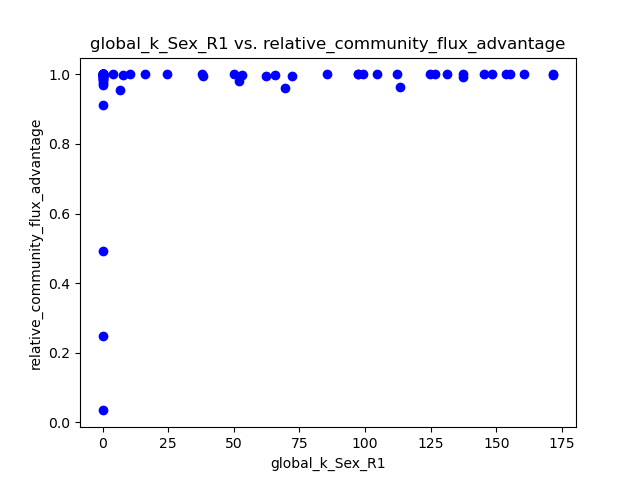 global_k_Sex_R1 vs. relative_community_flux_advantage
relative_community_flux_advantage
1.0
0.8
0.6
0.4
0.2
0.0
0 25 50 75 100 125 150 175
global_k_Sex_R1